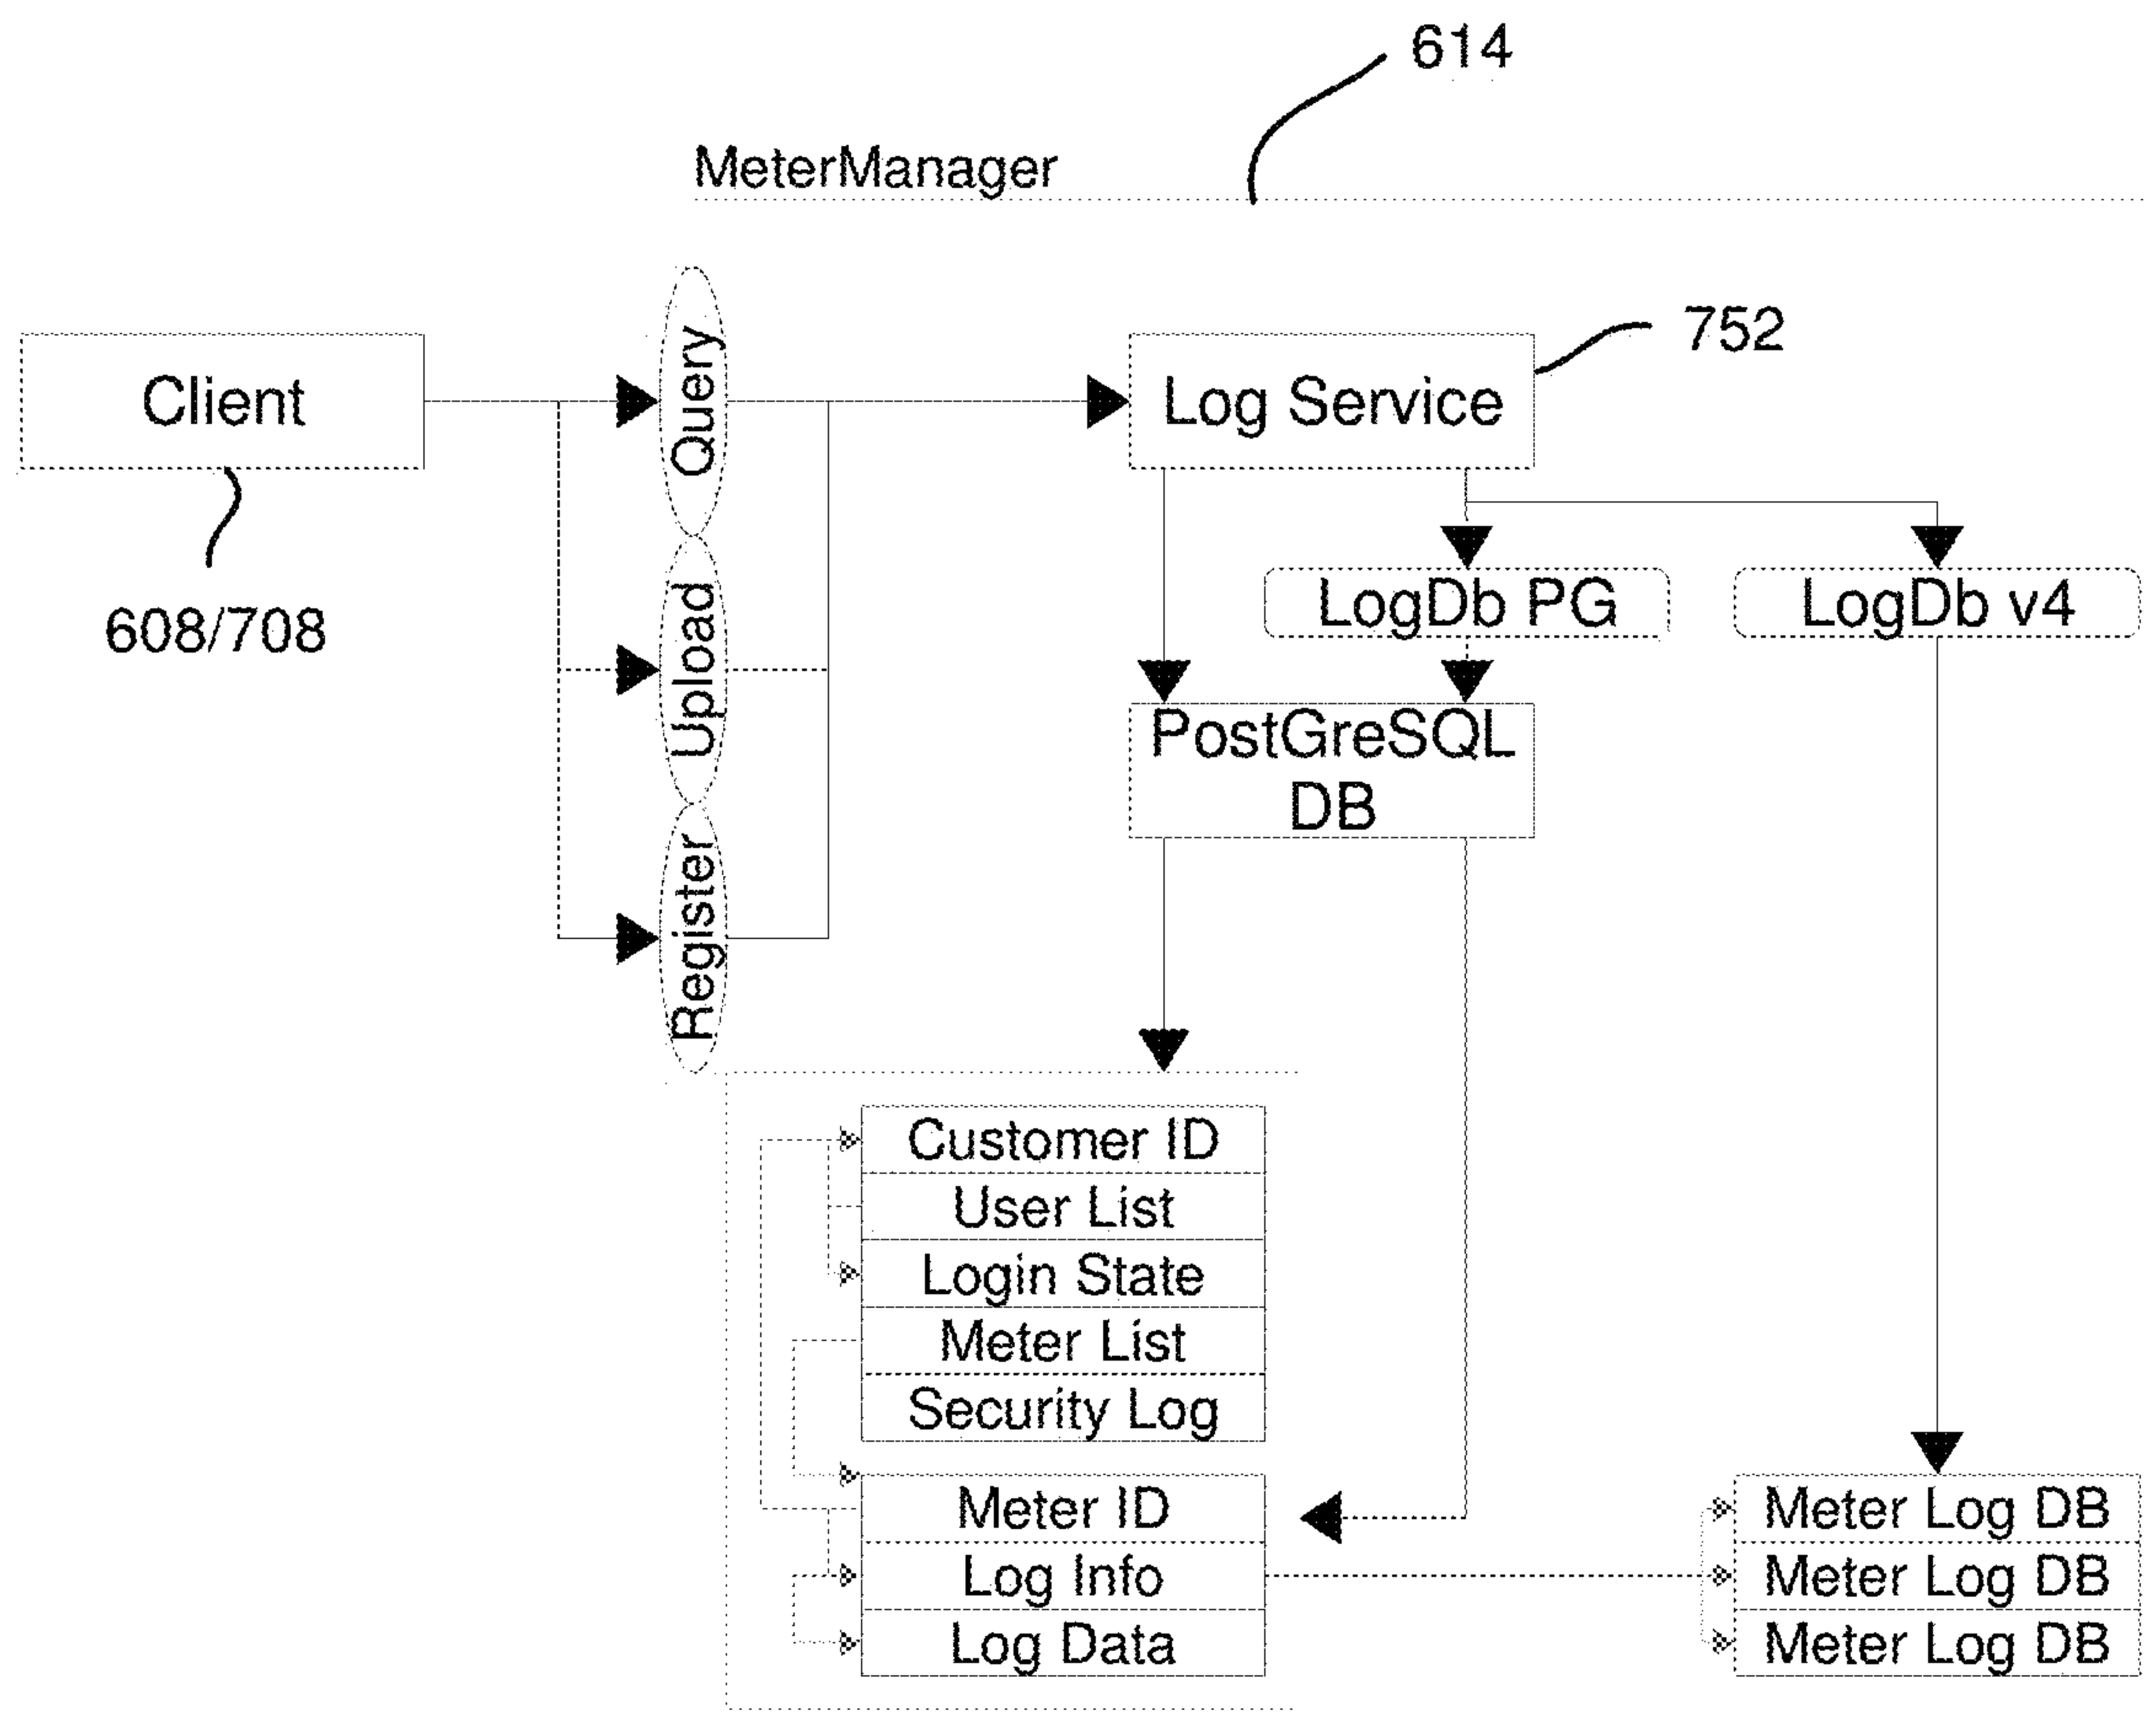 614
MeterManager
752
Client
Query
Log Service
608/708
Upload
LogDb PG
LogDb v4
PostGreSQL
DB
Register
Customer ID
User List
Login State
Meter List
Security Log
Meter ID
Log Info
Log Data
Meter Log DB
Meter Log DB
Meter Log DB